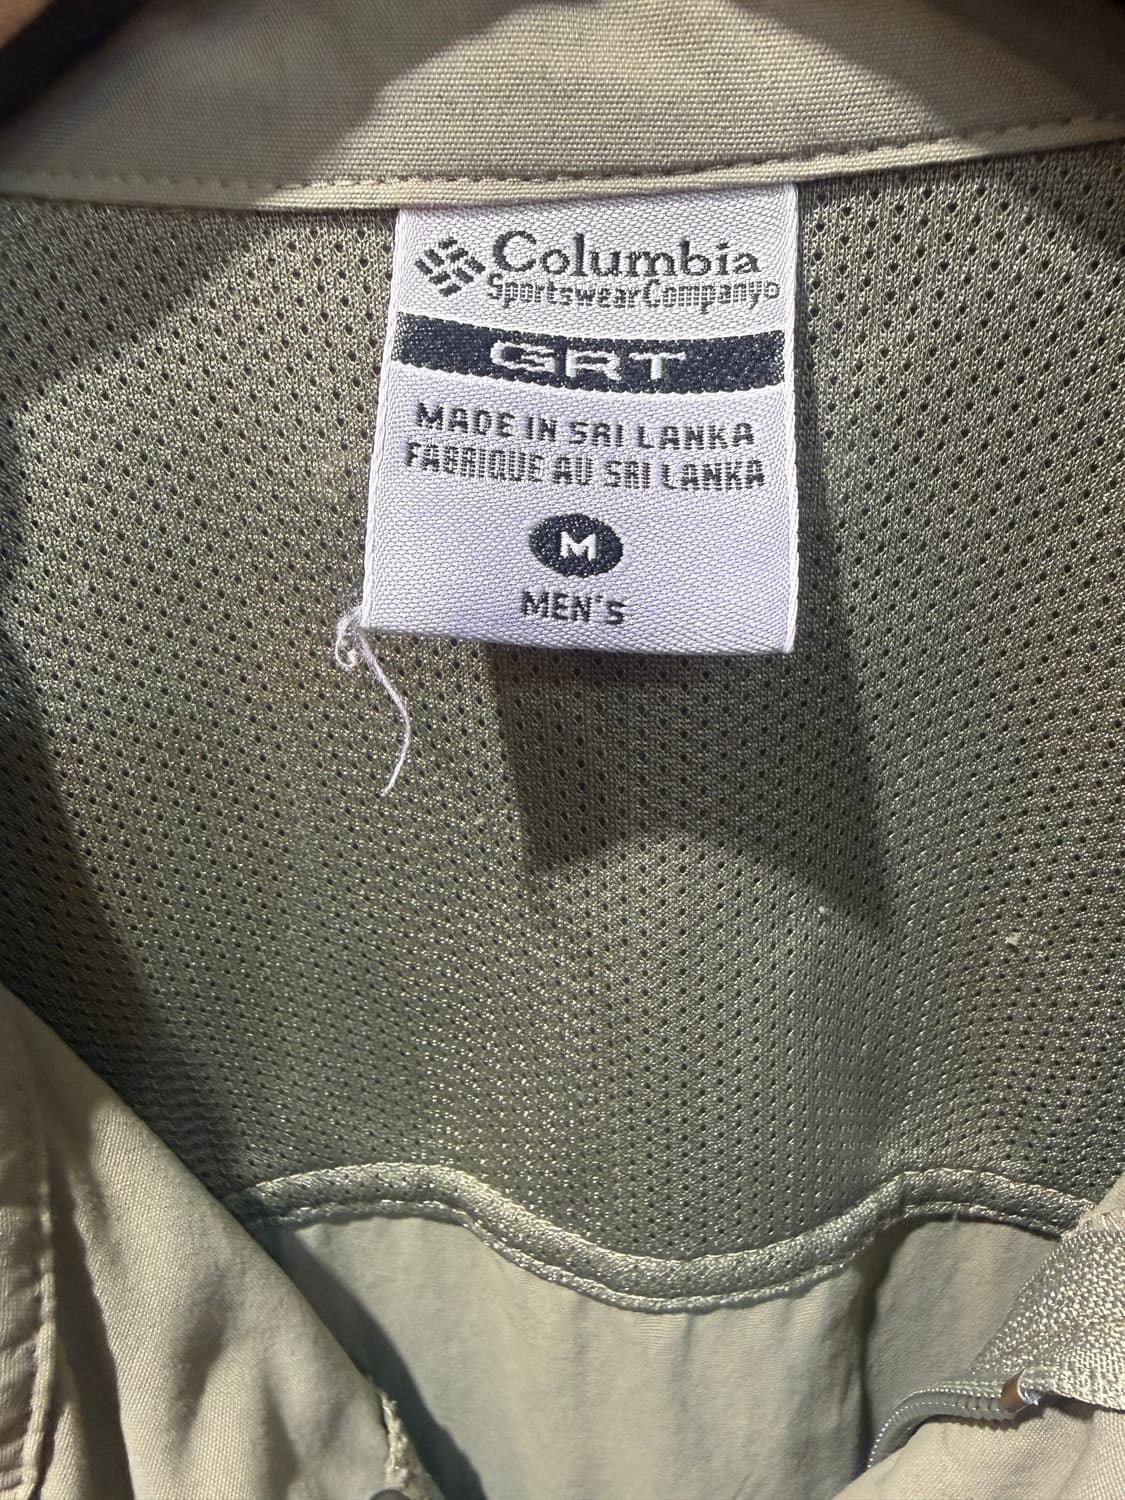 Columbia
Sportswear Company®
GRT
MADE IN SRI LANKA
FABRIQUE AU SRI LANKA
M
MEN'S